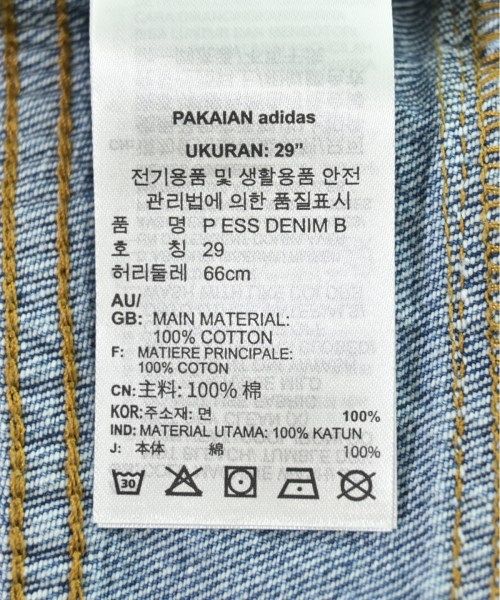 PAKAIAN adidas
UKURAN: 29”
전기용품 및 생활용품 안전
관리법에 의한 품질표시
품 명 P ESS DENIM B
호 칭 29
허리둘레 66cm
AU/
GB: MAIN MATERIAL:
100% COTTON
F: MATIERE PRINCIPALE:
100% COTON
CN: 主料: 100% 棉
KOR: 주소재: 면 100%
IND: MATERIAL UTAMA: 100% KATUN
J: 本体 綿 100%
30